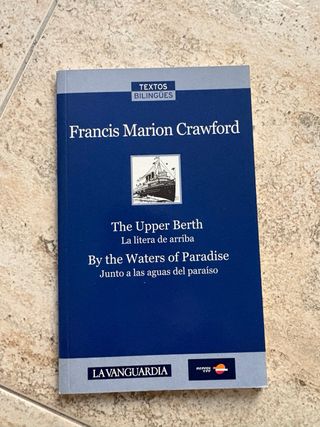 TEXTOS
BILINGÜES
Francis Marion Crawford
The Upper Berth
La litera de arriba
By the Waters of Paradise
Junto a las aguas del paraíso
LA VANGUARDIA